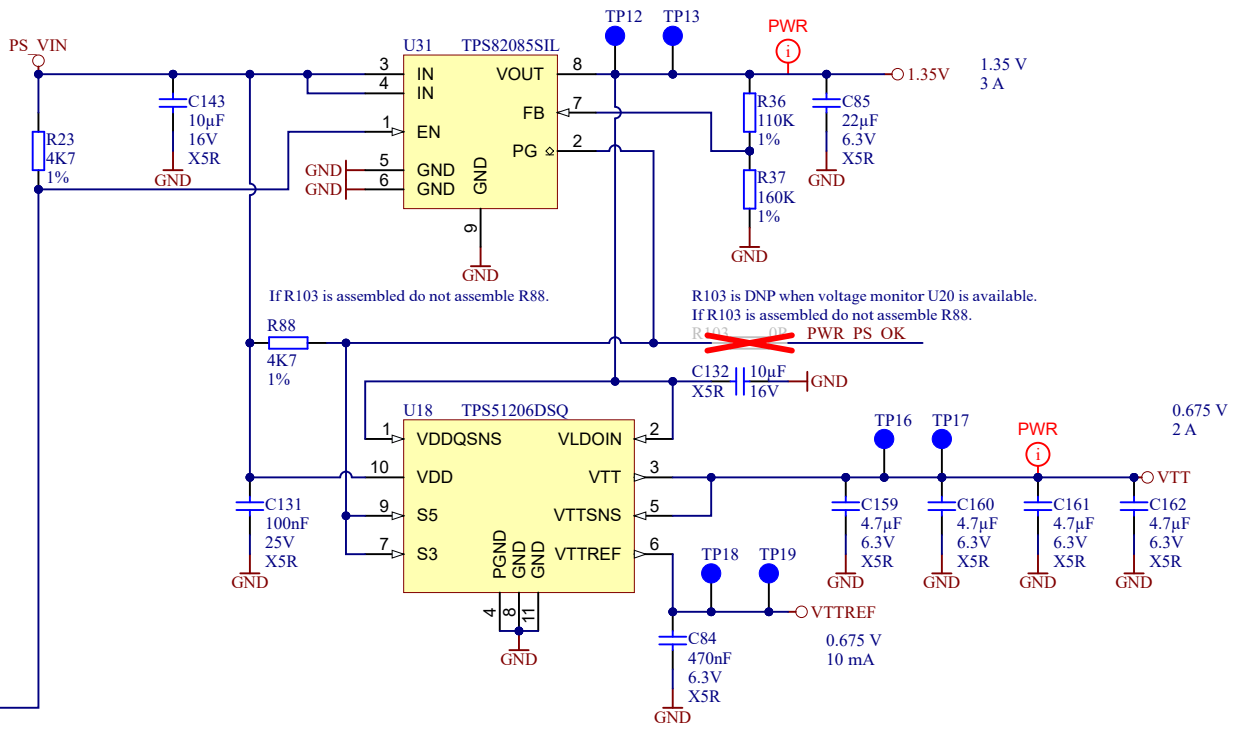 TP12
TP13
PWR
i
PS_VIN
U31
TPS82085SIL
3
IN
4
IN
1
EN
GND
5
GND
GND
6
GND
GND
9
GND
VOUT
8
FB
7
PG
2
1.35V
1.35 V
3 A
R23
4K7
1%
C143
10µF
16V
X5R
GND
R36
110K
1%
C85
22µF
6.3V
X5R
GND
R37
160K
1%
GND
If R103 is assembled do not assemble R88.
R103 is DNP when voltage monitor U20 is available.
If R103 is assembled do not assemble R88.
R88
4K7
1%
R103
0R
PWR_PS_OK
C132
X5R
10µF
16V
GND
U18
TPS51206DSQ
1
VDDQSNS
10
VDD
9
S5
7
S3
VLDOIN
2
VTT
3
VTTSNS
5
VTTREF
6
PGND
GND
GND
4
8
11
GND
C131
100nF
25V
X5R
GND
TP16
TP17
PWR
i
0.675 V
2 A
VTT
C159
4.7µF
6.3V
X5R
GND
C160
4.7µF
6.3V
X5R
GND
C161
4.7µF
6.3V
X5R
GND
C162
4.7µF
6.3V
X5R
GND
TP18
TP19
VTTREF
0.675 V
10 mA
C84
470nF
6.3V
X5R
GND